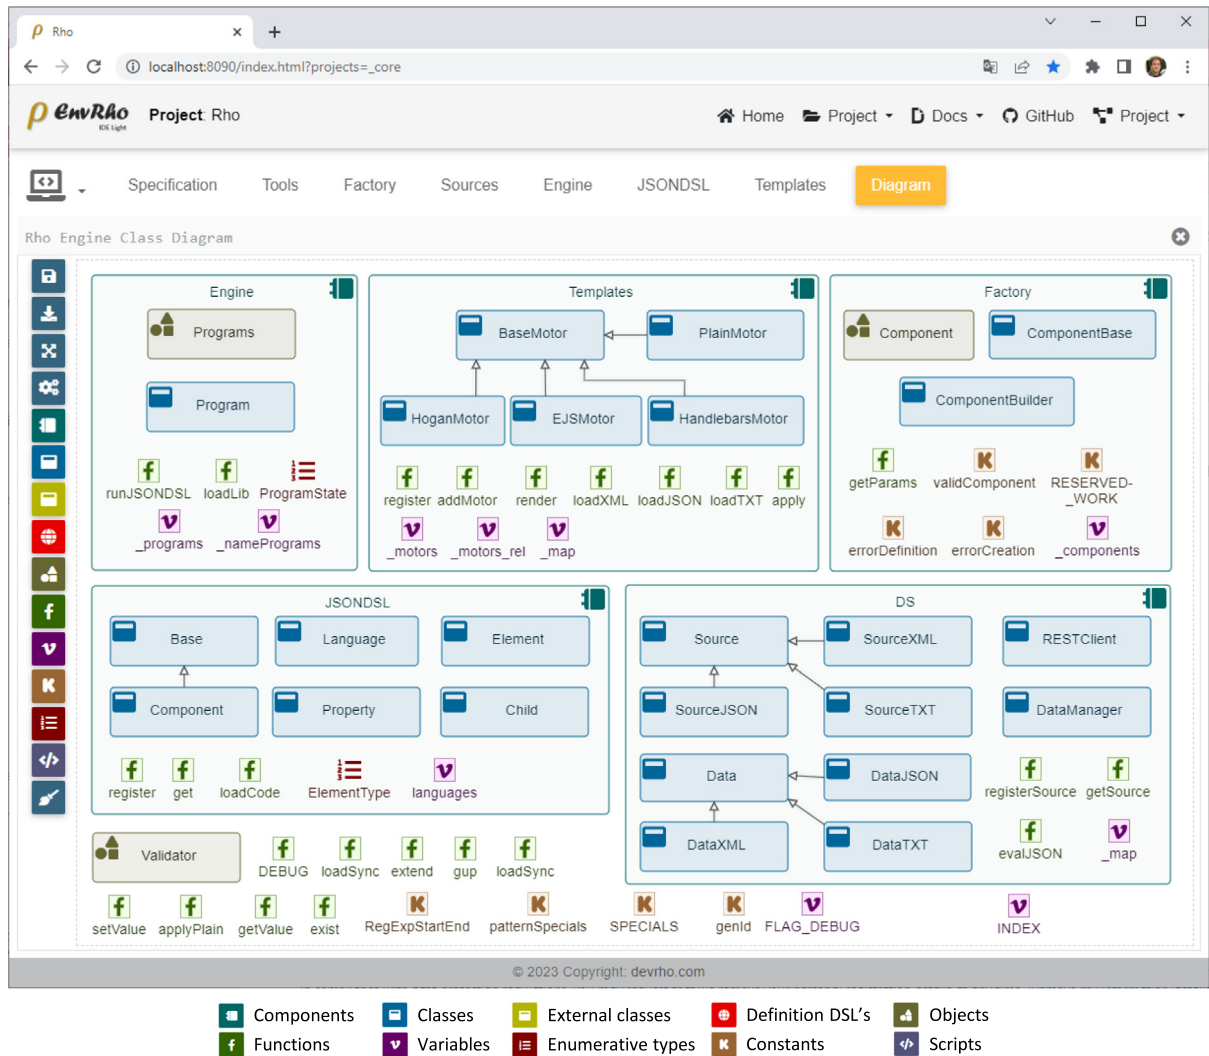 Rho
localhost:8090/index.html?projects=_core
ρ EnvRho IDE Light Project: Rho Home Project Docs GitHub Project
Specification Tools Factory Sources Engine JSONDSL Templates Diagram
Rho Engine Class Diagram
Engine
Programs
Program
runJSONDSL loadLib ProgramState
_programs _namePrograms
Templates
BaseMotor PlainMotor
HoganMotor EJSMotor HandlebarsMotor
register addMotor render loadXML loadJSON loadTXT apply
_motors _motors_rel _map
Factory
Component ComponentBase
ComponentBuilder
getParams validComponent RESERVED-
_WORK
errorDefinition errorCreation _components
JSONDSL
Base Language Element
Component Property Child
register get loadCode ElementType languages
DS
Source SourceXML RESTClient
SourceJSON SourceTXT DataManager
Data DataJSON
registerSource getSource
DataXML DataTXT
evalJSON _map
Validator
DEBUG loadSync extend gup loadSync
setValue applyPlain getValue exist RegExpStartEnd patternSpecials SPECIALS genId FLAG_DEBUG INDEX
© 2023 Copyright: devrho.com
Components Classes External classes Definition DSL's Objects
Functions Variables Enumerative types Constants Scripts